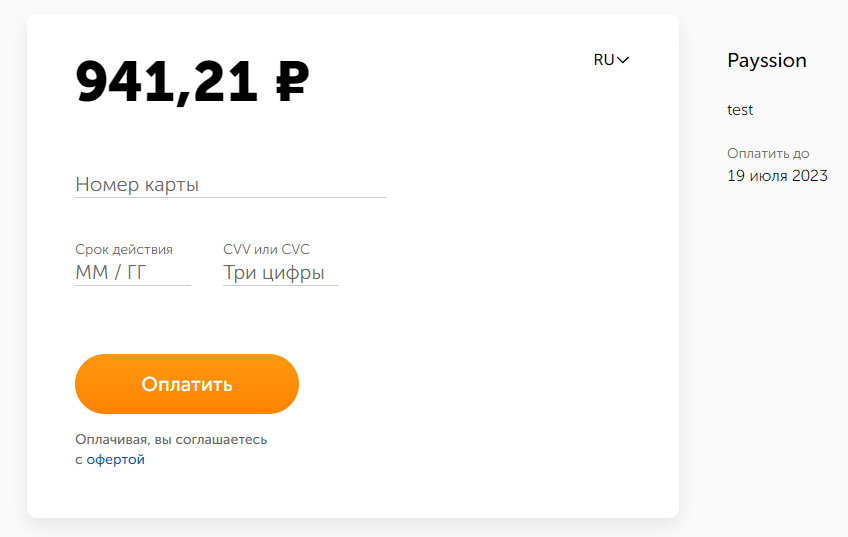 941,21 ₽
RU
Номер карты
Срок действия
ММ / ГГ
CVV или CVC
Три цифры
Оплатить
Оплачивая, вы соглашаетесь
с офертой
Payssion
test
Оплатить до
19 июля 2023